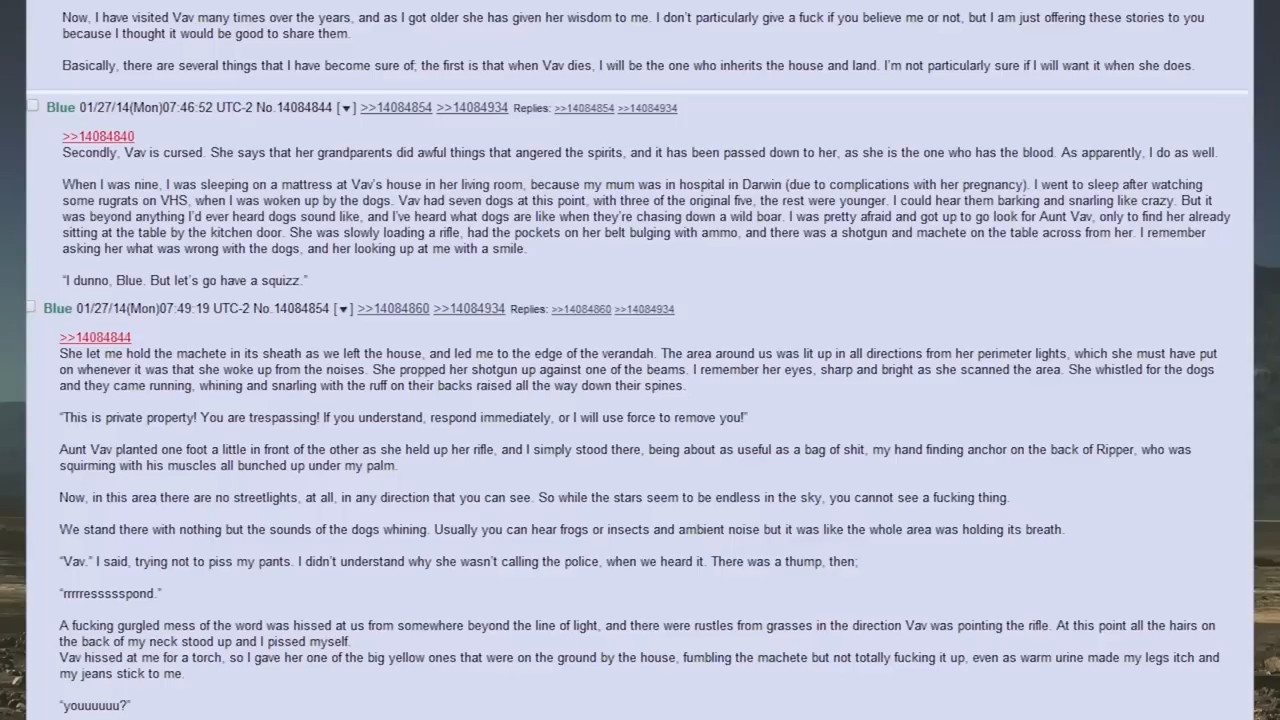 Now, I have visited Vav many times over the years, and as I got older she has given her wisdom to me. I don't particularly give a fuck if you believe me or not, but I am just offering these stories to you
because I thought it would be good to share them.
Basically, there are several things that I have become sure of; the first is that when Vav dies, I will be the one who inherits the house and land. I'm not particularly sure if I will want it when she does.
Blue 01/27/14(Mon)07:46:52 UTC-2 No.14084844 [▼] >>14084854 >>14084934 Replies: >>14084854 >>14084934
>>14084840
Secondly, Vav is cursed. She says that her grandparents did awful things that angered the spirits, and it has been passed down to her, as she is the one who has the blood. As apparently, I do as well.
When I was nine, I was sleeping on a mattress at Vav's house in her living room, because my mum was in hospital in Darwin (due to complications with her pregnancy). I went to sleep after watching
some rugrats on VHS, when I was woken up by the dogs. Vav had seven dogs at this point, with three of the original five, the rest were younger. I could hear them barking and snarling like crazy. But it
was beyond anything I'd ever heard dogs sound like, and I've heard what dogs are like when they're chasing down a wild boar. I was pretty afraid and got up to go look for Aunt Vav, only to find her already
sitting at the table by the kitchen door. She was slowly loading a rifle, had the pockets on her belt bulging with ammo, and there was a shotgun and machete on the table across from her. I remember
asking her what was wrong with the dogs, and her looking up at me with a smile.
“I dunno, Blue. But let's go have a squizz.”
Blue 01/27/14(Mon)07:49:19 UTC-2 No.14084854 [▼] >>14084860 >>14084934 Replies: >>14084860 >>14084934
>>14084844
She let me hold the machete in its sheath as we left the house, and led me to the edge of the verandah. The area around us was lit up in all directions from her perimeter lights, which she must have put
on whenever it was that she woke up from the noises. She propped her shotgun up against one of the beams. I remember her eyes, sharp and bright as she scanned the area. She whistled for the dogs
and they came running, whining and snarling with the ruff on their backs raised all the way down their spines.
“This is private property! You are trespassing! If you understand, respond immediately, or I will use force to remove you!”
Aunt Vav planted one foot a little in front of the other as she held up her rifle, and I simply stood there, being about as useful as a bag of shit, my hand finding anchor on the back of Ripper, who was
squirming with his muscles all bunched up under my palm.
Now, in this area there are no streetlights, at all, in any direction that you can see. So while the stars seem to be endless in the sky, you cannot see a fucking thing.
We stand there with nothing but the sounds of the dogs whining. Usually you can hear frogs or insects and ambient noise but it was like the whole area was holding its breath.
“Vav.” I said, trying not to piss my pants. I didn't understand why she wasn't calling the police, when we heard it. There was a thump, then;
“rrrrressssspond.”
A fucking gurgled mess of the word was hissed at us from somewhere beyond the line of light, and there were rustles from grasses in the direction Vav was pointing the rifle. At this point all the hairs on
the back of my neck stood up and I pissed myself.
Vav hissed at me for a torch, so I gave her one of the big yellow ones that were on the ground by the house, fumbling the machete but not totally fucking it up, even as warm urine made my legs itch and
my jeans stick to me.
“youuuuuu?”